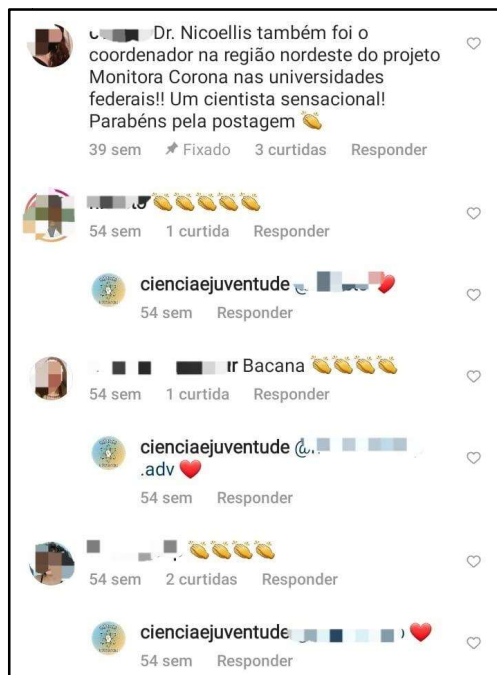 Dr. Nicoellis também foi o
coordenador na região nordeste do projeto
Monitora Corona nas universidades
federais!! Um cientista sensacional!
Parabéns pela postagem 👏
39 sem 📌 Fixado 3 curtidas Responder
👏👏👏👏👏
54 sem 1 curtida Responder
cienciaejuventude @ ❤️
54 sem Responder
Bacana 👏👏👏👏
54 sem 1 curtida Responder
cienciaejuventude @
.adv ❤️
54 sem Responder
👏👏👏👏
54 sem 2 curtidas Responder
cienciaejuventude ❤️
54 sem Responder